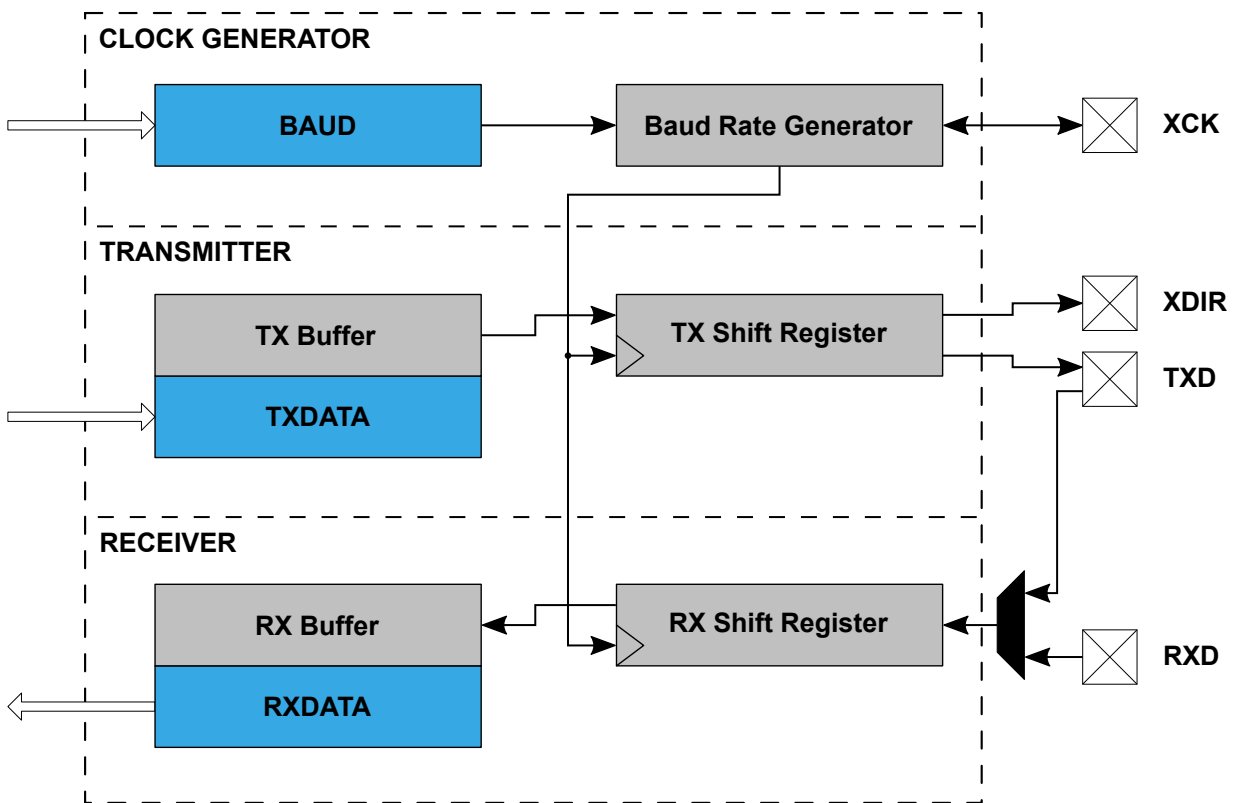 CLOCK GENERATOR
BAUD
Baud Rate Generator
XCK
TRANSMITTER
TX Buffer
TXDATA
TX Shift Register
XDIR
TXD
RECEIVER
RX Buffer
RXDATA
RX Shift Register
RXD